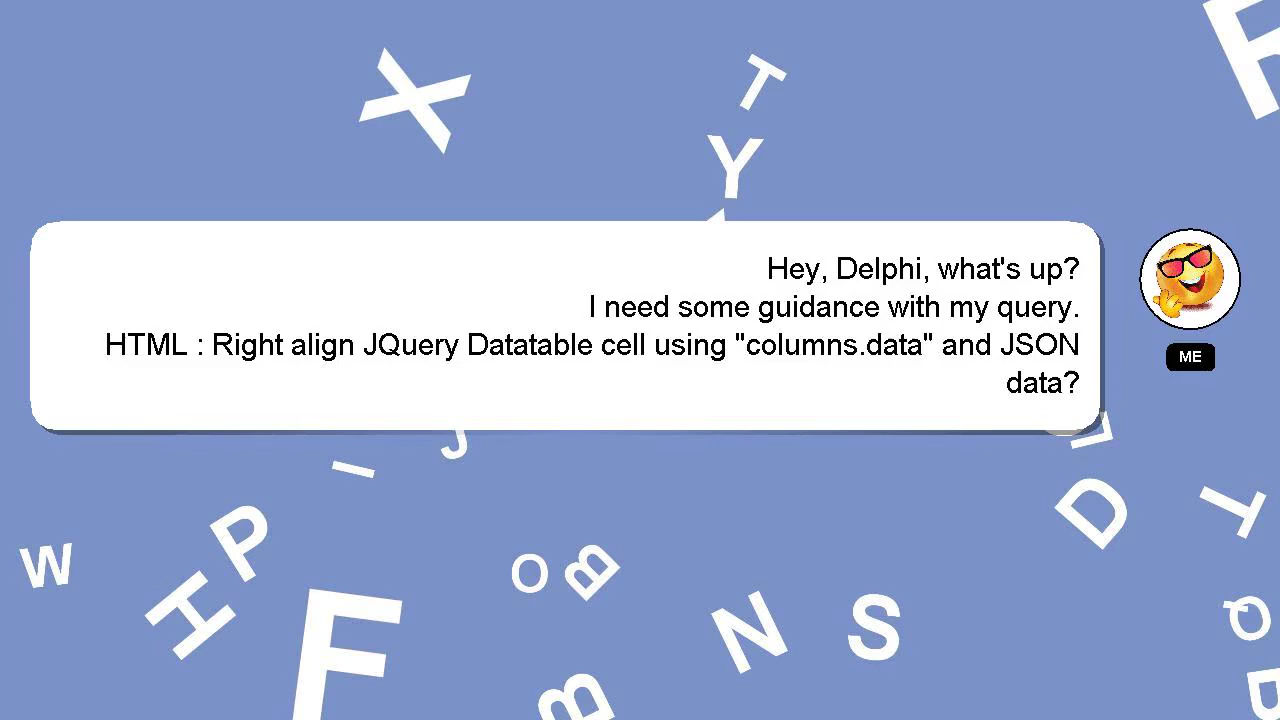 X
T
Y
Hey, Delphi, what's up?
I need some guidance with my query.
HTML : Right align JQuery Datatable cell using "columns.data" and JSON
data?
ME
I
J
L
D
T
W
P
H
F
O
B
N
S
Q
B